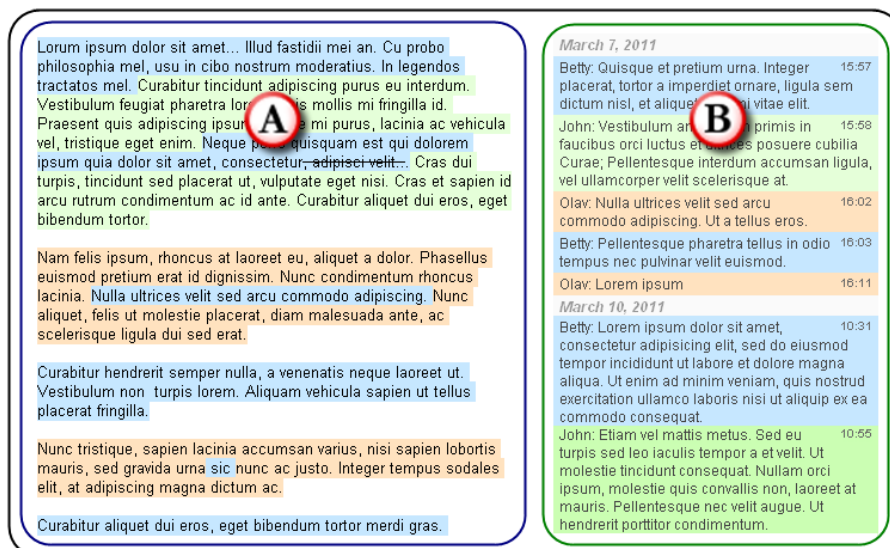 Lorum ipsum dolor sit amet... Illud fastidii mei an. Cu probo
philosophia mel, usu in cibo nostrum moderatius. In legendos
tractatos mel. Curabitur tincidunt adipiscing purus eu interdum.
Vestibulum feugiat pharetra mollis mi fringilla id.
Praesent quis adipiscing mi purus, lacinia ac vehicula
vel, tristique eget enim. Neque quisquam est qui dolorem
ipsum quia dolor sit amet, consectetur, adipisci velit... Cras dui
turpis, tincidunt sed placerat ut, vulputate eget nisi. Cras et sapien id
arcu rutrum condimentum ac id ante. Curabitur aliquet dui eros, eget
bibendum tortor.
Nam felis ipsum, rhoncus at laoreet eu, aliquet a dolor. Phasellus
euismod pretium erat id dignissim. Nunc condimentum rhoncus
lacinia. Nulla ultrices velit sed arcu commodo adipiscing. Nunc
aliquet, felis ut molestie placerat, diam malesuada ante, ac
scelerisque ligula dui sed erat.
Curabitur hendrerit semper nulla, a venenatis neque laoreet ut.
Vestibulum non turpis lorem. Aliquam vehicula sapien ut tellus
placerat fringilla.
Nunc tristique, sapien lacinia accumsan varius, nisi sapien lobortis
mauris, sed gravida urna sic nunc ac justo. Integer tempus sodales
elit, at adipiscing magna dictum ac.
Curabitur aliquet dui eros, eget bibendum tortor merdi gras.
A
March 7, 2011
Betty: Quisque et pretium urna. Integer 15:57
placerat, tortor a imperdiet ornare, ligula sem
dictum nisl, et vitae elit.
John: Vestibulum primis in 15:58
faucibus orci luctus et ultrices posuere cubilia
Curae; Pellentesque interdum accumsan ligula,
vel ullamcorper velit scelerisque at.
Olav: Nulla ultrices velit sed arcu 16:02
commodo adipiscing. Ut a tellus eros.
Betty: Pellentesque pharetra tellus in odio 16:03
tempus nec pulvinar velit euismod.
Olav: Lorem ipsum 16:11
March 10, 2011
Betty: Lorem ipsum dolor sit amet, 10:31
consectetur adipisicing elit, sed do eiusmod
tempor incididunt ut labore et dolore magna
aliqua. Ut enim ad minim veniam, quis nostrud
exercitation ullamco laboris nisi ut aliquip ex ea
commodo consequat.
John: Etiam vel mattis metus. Sed eu 10:55
turpis sed leo iaculis tempor a et velit. Ut
molestie tincidunt consequat. Nullam orci
ipsum, molestie quis convallis non, laoreet at
mauris. Pellentesque nec velit augue. Ut
hendrerit porttitor condimentum.
B